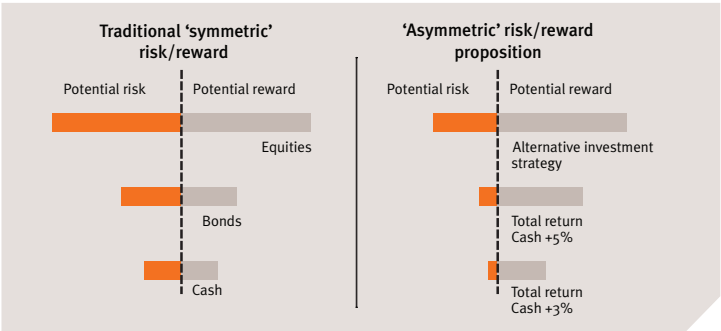 Traditional ‘symmetric’
risk/reward
Potential risk
Potential reward
Equities
Bonds
Cash
‘Asymmetric’ risk/reward
proposition
Potential risk
Potential reward
Alternative investment
strategy
Total return
Cash +5%
Total return
Cash +3%